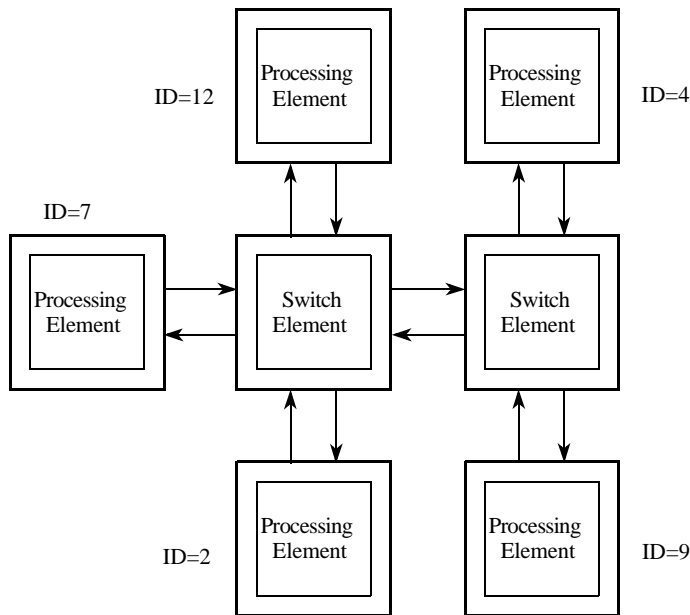 Processing
Element
ID=12
Processing
Element
ID=4
ID=7
Processing
Element
Switch
Element
Switch
Element
Processing
Element
ID=2
Processing
Element
ID=9